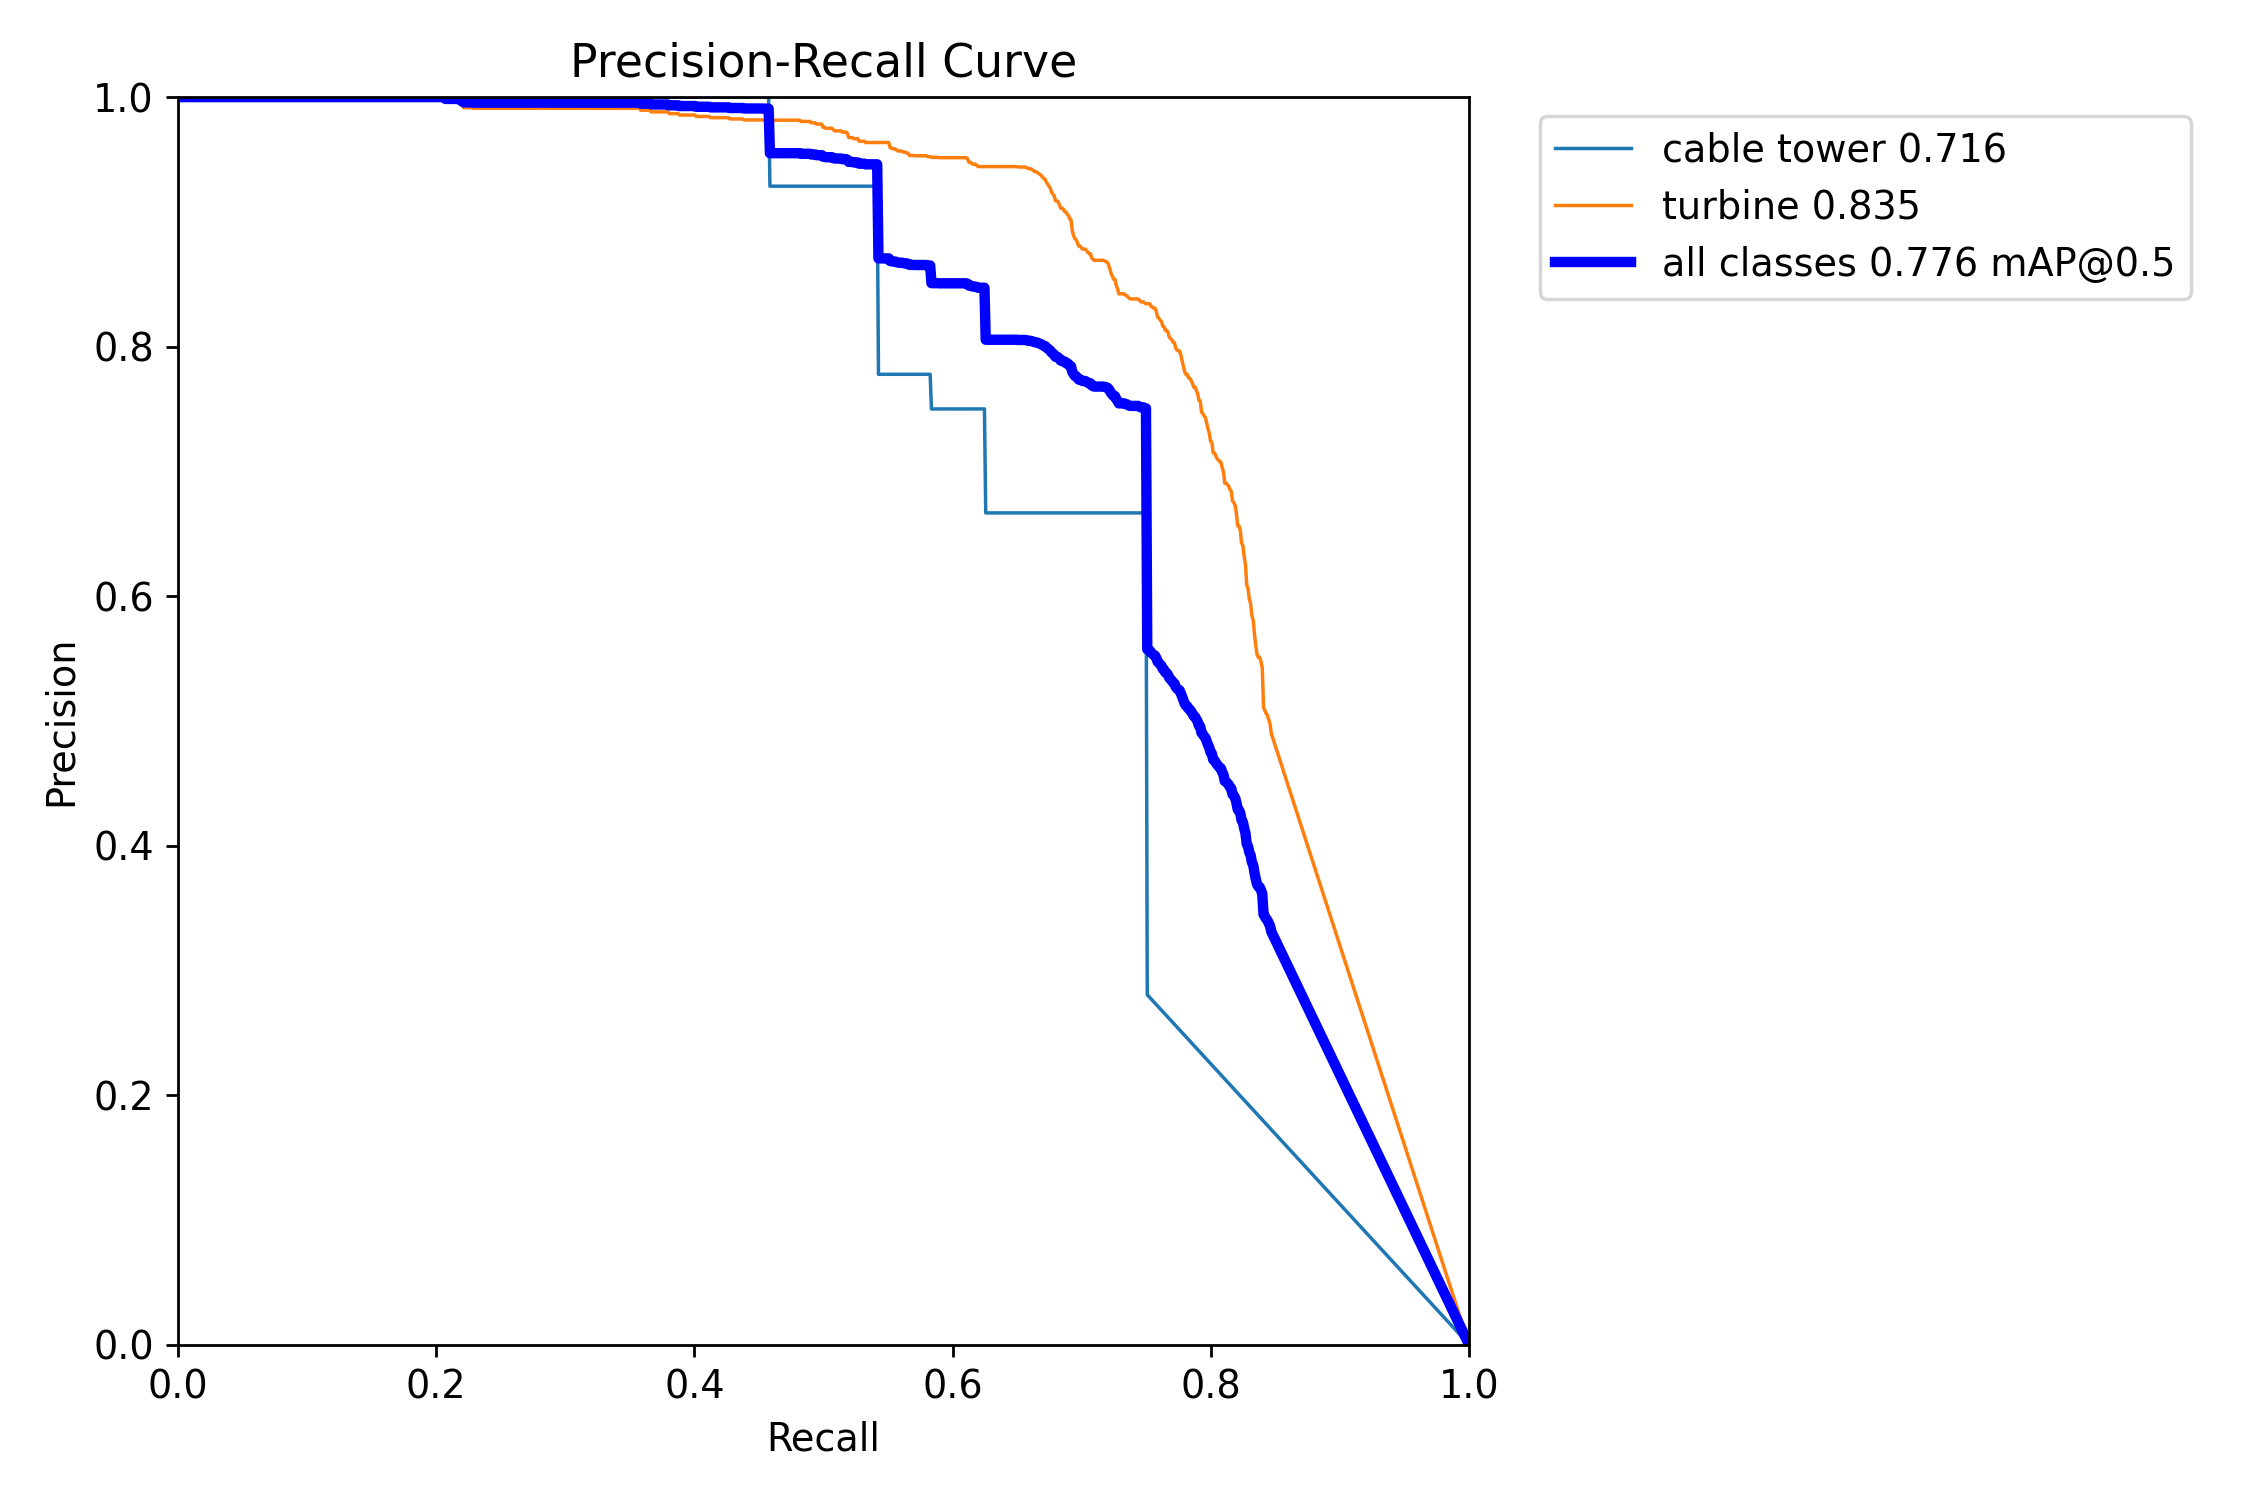 Precision-Recall Curve
cable tower 0.716
turbine 0.835
all classes 0.776 mAP@0.5
Precision
1.0
0.8
0.6
0.4
0.2
0.0
0.0 0.2 0.4 0.6 0.8 1.0
Recall